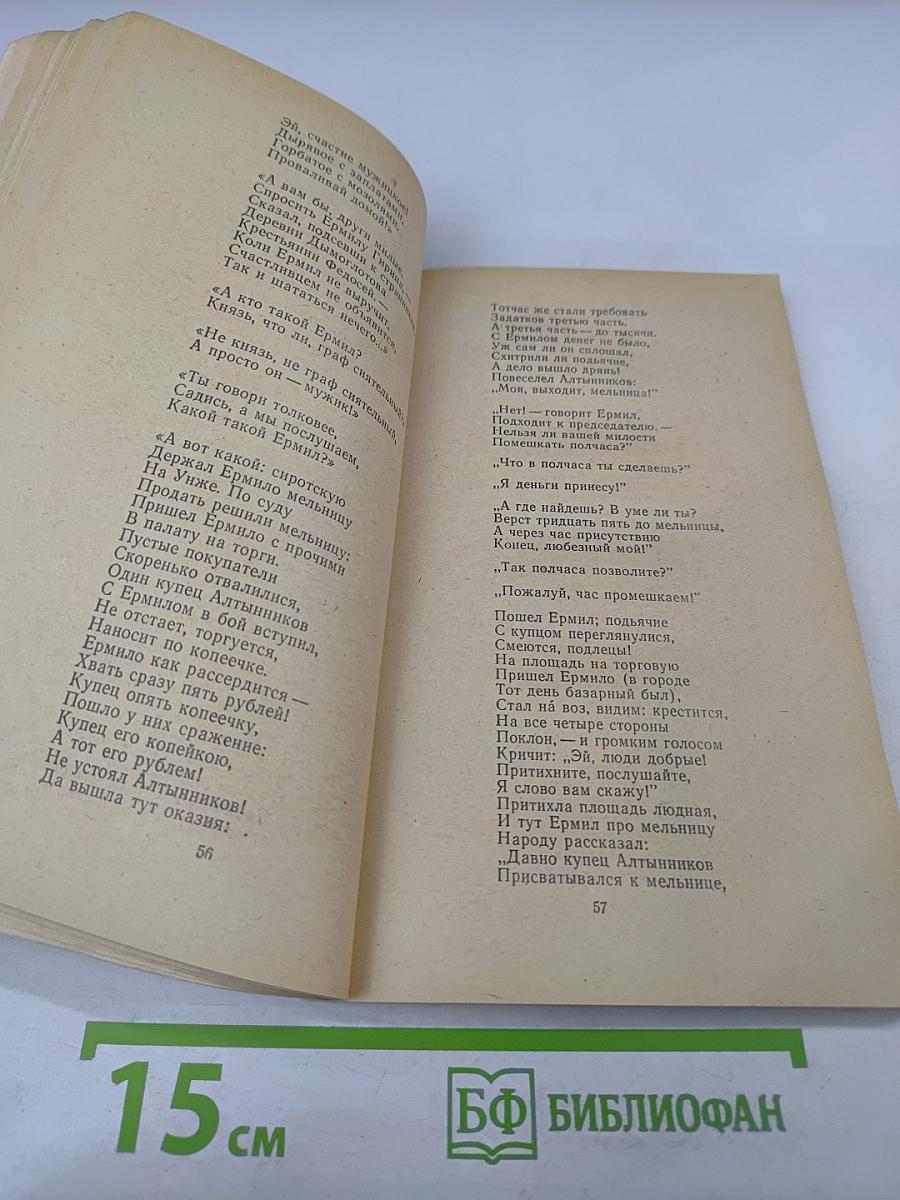 Эй, счастие мужицкое!
Дырявое с заплатами,
Горбатое с мозолями,
Проваливай домой!»
«А вам бы, други милые,
Спросить Ермилу Гирина, —
Сказал, подсевши к странникам,
Деревни Дымоглотова
Крестьянин Федосей. —
Коли Ермил не выручит,
Счастливцем не объявится,
Так и шататься нечего...»
«А кто такой Ермил?
Князь, что ли, граф сиятельный?»
«Не князь, не граф сиятельный,
А просто он — мужик!»
«Ты говори толковее,
Садись, а мы послушаем,
Какой такой Ермил?»
«А вот какой: сиротскую
Держал Ермило мельницу
На Унже. По суду
Продать решили мельницу:
Пришел Ермило с прочими
В палату на торги.
Пустые покупатели
Скоренько отвалилися,
Один купец Алтынников
С Ермилом в бой вступил,
Не отстает, торгуется,
Наносит по копеечке.
Ермило как рассердится —
Хвать сразу пять рублей!
Купец опять копеечку,
Пошло у них сражение:
Купец его копейкою,
А тот его рублем!
Не устоял Алтынников!
Да вышла тут оказия:
56
Тотчас же стали требовать
Задатков третью часть,
А третья часть — до тысячи.
С Ермилом денег не было,
Уж сам ли он сплошал,
Схитрили ли подьячие,
А дело вышло дрянь!
Повеселел Алтынников:
„Моя, выходит, мельница!"
„Нет! — говорит Ермил,
Подходит к председателю. —
Нельзя ли вашей милости
Помешкать полчаса?"
„Что в полчаса ты сделаешь?"
„Я деньги принесу!"
„А где найдешь? В уме ли ты?
Верст тридцать пять до мельницы,
А через час присутствию
Конец, любезный мой!"
„Так полчаса позволите?"
„Пожалуй, час промешкаем!"
Пошел Ермил; подьячие
С купцом переглянулися,
Смеются, подлецы!
На площадь на торговую
Пришел Ермило (в городе
Тот день базарный был),
Стал на́ воз, видим: крестится,
На все четыре стороны
Поклон, — и громким голосом
Кричит: „Эй, люди добрые!
Притихните, послушайте,
Я слово вам скажу!"
Притихла площадь людная,
И тут Ермил про мельницу
Народу рассказал:
„Давно купец Алтынников
Присватывался к мельнице,
57
15 см
БФ БИБЛИОФАН